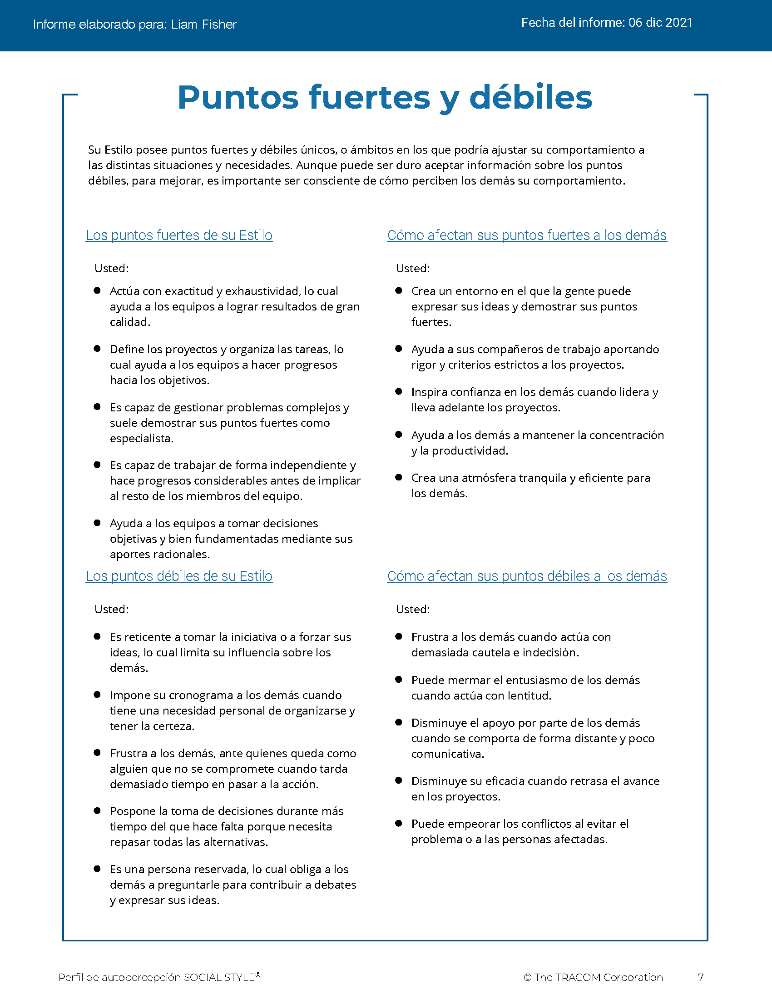 Informe elaborado para: Liam Fisher
Fecha del informe: 06 dic 2021
Puntos fuertes y débiles
Su Estilo posee puntos fuertes y débiles únicos, o ámbitos en los que podría ajustar su comportamiento a
las distintas situaciones y necesidades. Aunque puede ser duro aceptar información sobre los puntos
débiles, para mejorar, es importante ser consciente de cómo perciben los demás su comportamiento.
Los puntos fuertes de su Estilo
Usted:
● Actúa con exactitud y exhaustividad, lo cual
ayuda a los equipos a lograr resultados de gran
calidad.
● Define los proyectos y organiza las tareas, lo
cual ayuda a los equipos a hacer progresos
hacia los objetivos.
● Es capaz de gestionar problemas complejos y
suele demostrar sus puntos fuertes como
especialista.
● Es capaz de trabajar de forma independiente y
hace progresos considerables antes de implicar
al resto de los miembros del equipo.
● Ayuda a los equipos a tomar decisiones
objetivas y bien fundamentadas mediante sus
aportes racionales.
Cómo afectan sus puntos fuertes a los demás
Usted:
● Crea un entorno en el que la gente puede
expresar sus ideas y demostrar sus puntos
fuertes.
● Ayuda a sus compañeros de trabajo aportando
rigor y criterios estrictos a los proyectos.
● Inspira confianza en los demás cuando lidera y
lleva adelante los proyectos.
● Ayuda a los demás a mantener la concentración
y la productividad.
● Crea una atmósfera tranquila y eficiente para
los demás.
Los puntos débiles de su Estilo
Usted:
● Es reticente a tomar la iniciativa o a forzar sus
ideas, lo cual limita su influencia sobre los
demás.
● Impone su cronograma a los demás cuando
tiene una necesidad personal de organizarse y
tener la certeza.
● Frustra a los demás, ante quienes queda como
alguien que no se compromete cuando tarda
demasiado tiempo en pasar a la acción.
● Pospone la toma de decisiones durante más
tiempo del que hace falta porque necesita
repasar todas las alternativas.
● Es una persona reservada, lo cual obliga a los
demás a preguntarle para contribuir a debates
y expresar sus ideas.
Cómo afectan sus puntos débiles a los demás
Usted:
● Frustra a los demás cuando actúa con
demasiada cautela e indecisión.
● Puede mermar el entusiasmo de los demás
cuando actúa con lentitud.
● Disminuye el apoyo por parte de los demás
cuando se comporta de forma distante y poco
comunicativa.
● Disminuye su eficacia cuando retrasa el avance
en los proyectos.
● Puede empeorar los conflictos al evitar el
problema o a las personas afectadas.
Perfil de autopercepción SOCIAL STYLE®
© The TRACOM Corporation
7